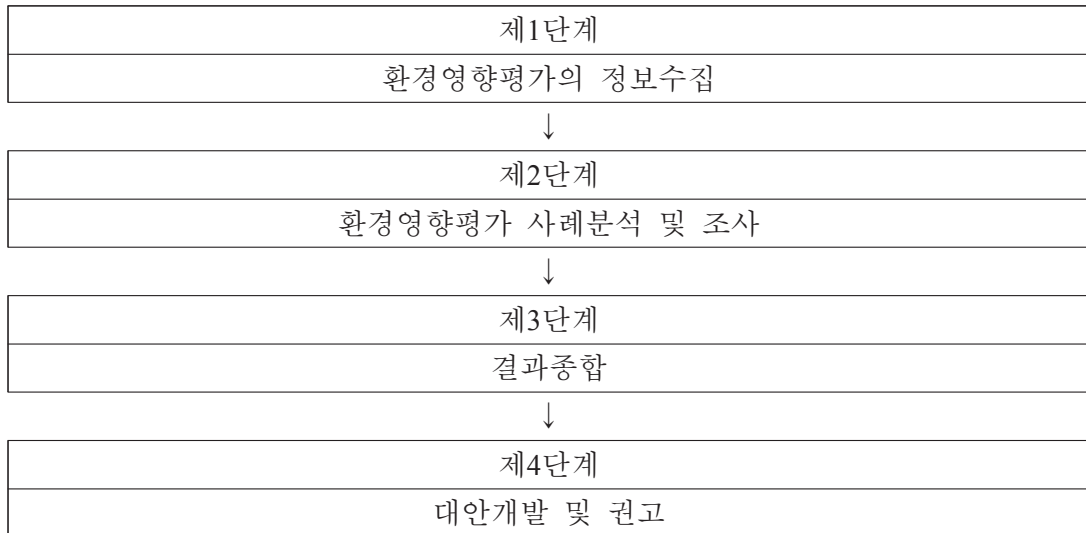 제1단계
환경영향평가의 정보수집
↓
제2단계
환경영향평가 사례분석 및 조사
↓
제3단계
결과종합
↓
제4단계
대안개발 및 권고